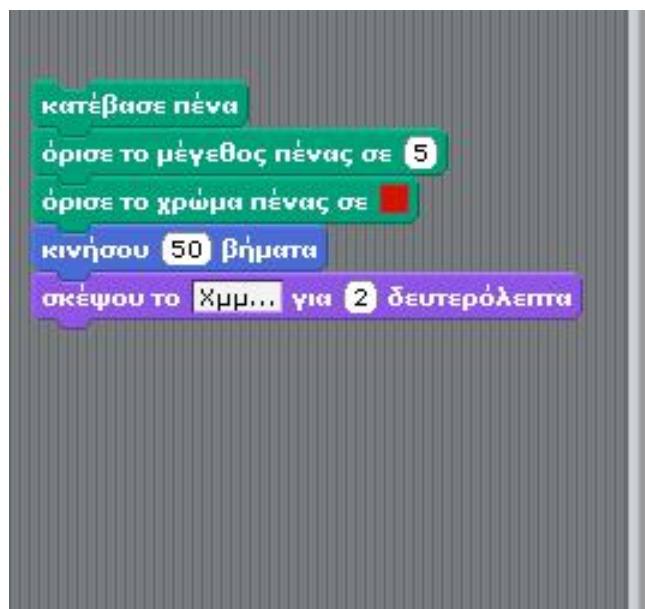 κατέβασε πένα
όρισε το μέγεθος πένας σε 5
όρισε το χρώμα πένας σε
κινήσου 50 βήματα
σκέψου το Χμμ... για 2 δευτερόλεπτα